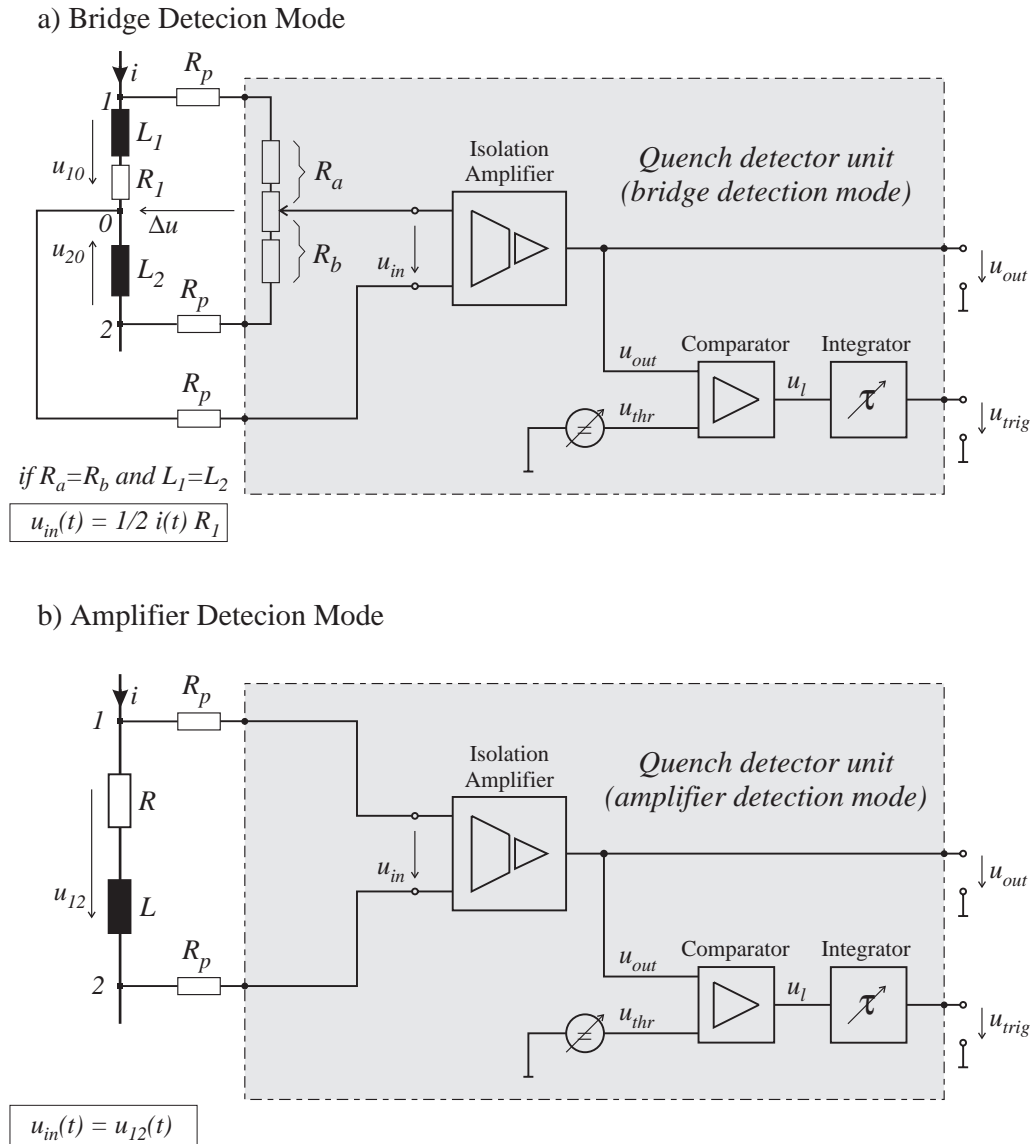 a) Bridge Detecion Mode
i
R_p
1
L_1
u_10
R_1
0
Δu
u_20
L_2
2
R_p
R_p
R_a
R_b
u_in
Isolation
Amplifier
Quench detector unit
(bridge detection mode)
u_out
u_out
Comparator
Integrator
u_l
τ
u_thr
=
u_trig
if R_a=R_b and L_1=L_2
u_in(t) = 1/2 i(t) R_1
b) Amplifier Detecion Mode
i
R_p
1
R
u_12
L
2
R_p
u_in
Isolation
Amplifier
Quench detector unit
(amplifier detection mode)
u_out
u_out
Comparator
Integrator
u_l
τ
u_thr
=
u_trig
u_in(t) = u_12(t)